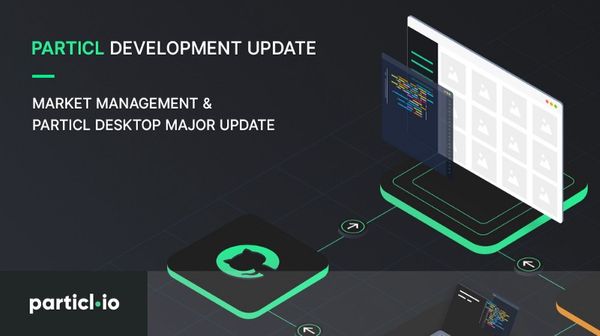 PARTICL DEVELOPMENT UPDATE
MARKET MANAGEMENT &
PARTICL DESKTOP MAJOR UPDATE
particl.io